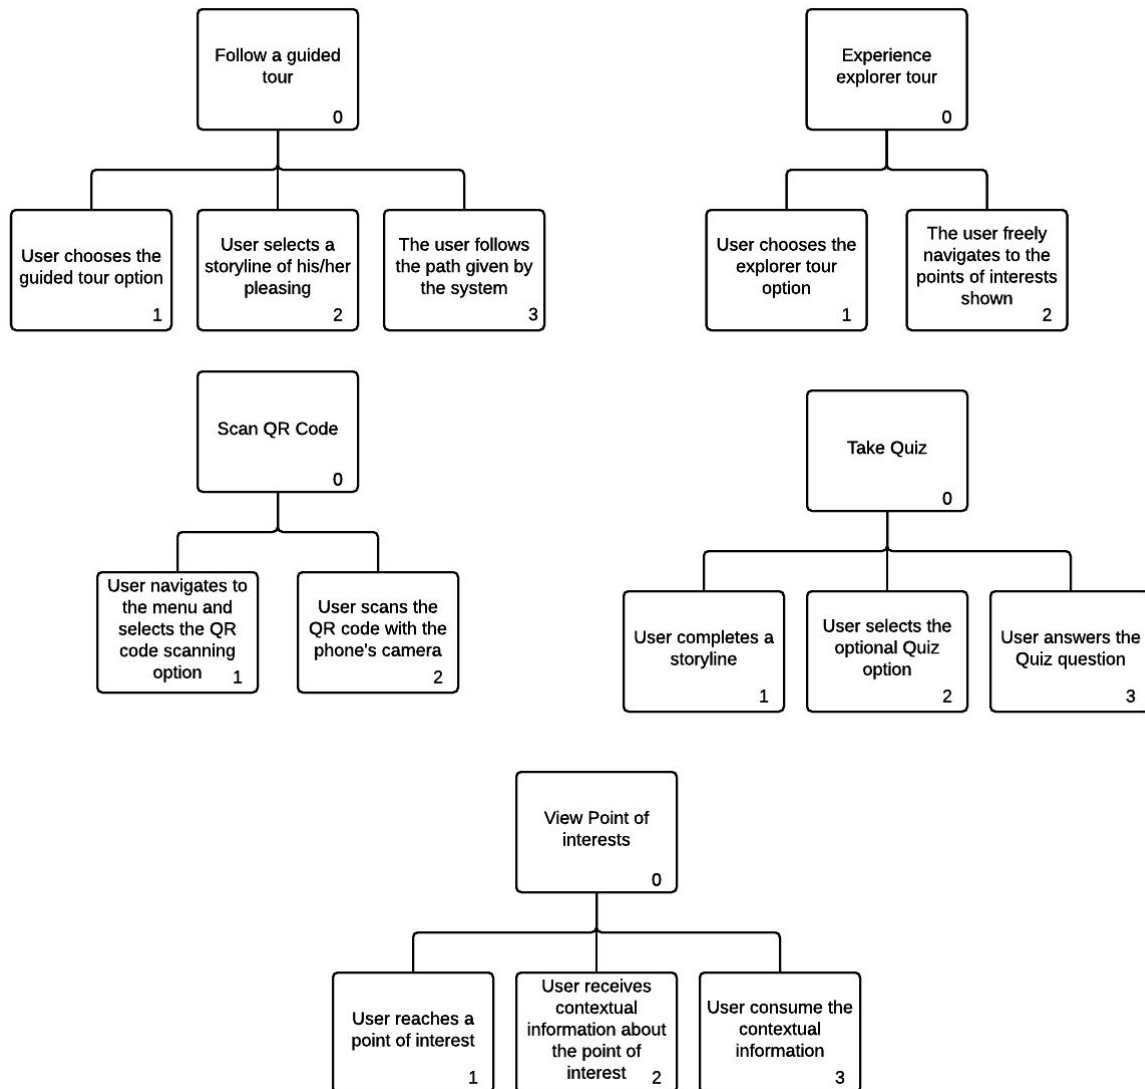 Follow a guided
tour
0
User chooses the
guided tour option
1
User selects a
storyline of his/her
pleasing
2
The user follows
the path given by
the system
3
Experience
explorer tour
0
User chooses the
explorer tour
option
1
The user freely
navigates to the
points of interests
shown
2
Scan QR Code
0
User navigates to
the menu and
selects the QR
code scanning
option
1
User scans the
QR code with the
phone's camera
2
Take Quiz
0
User completes a
storyline
1
User selects the
optional Quiz
option
2
User answers the
Quiz question
3
View Point of
interests
0
User reaches a
point of interest
1
User receives
contextual
information about
the point of
interest
2
User consume the
contextual
information
3